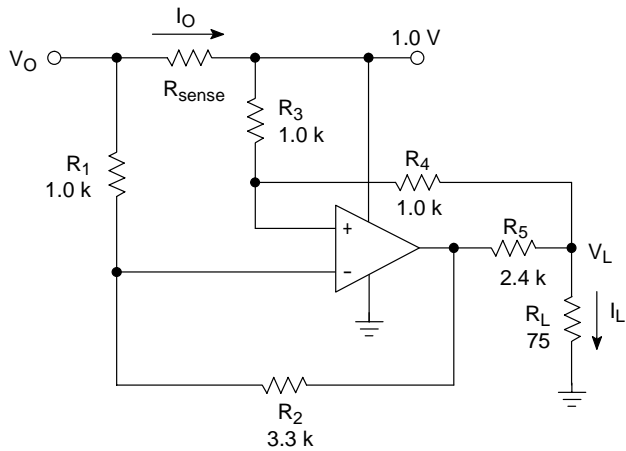 I_O
V_O
1.0 V
R_sense
R_3
1.0 k
R_1
1.0 k
R_4
1.0 k
+
−
R_5
2.4 k
V_L
R_L
75
I_L
R_2
3.3 k